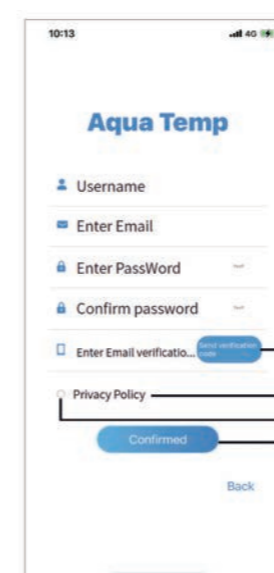 10:13
4G
Aqua Temp
Username
Enter Email
Enter PassWord
Confirm password
Enter Email verificatio...
Send verification
code
Privacy Policy
Confirmed
Back